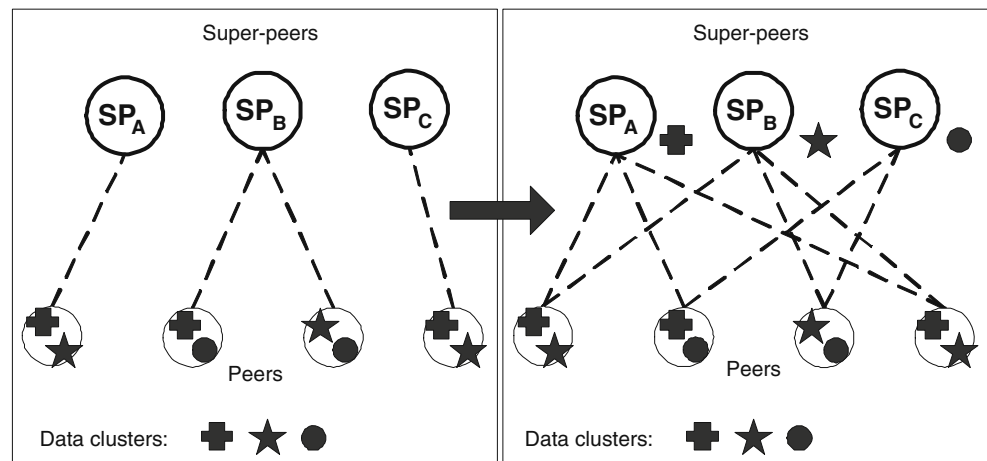 Super-peers
SPA SPB SPC
Peers
Data clusters:
Super-peers
SPA SPB SPC
Peers
Data clusters: